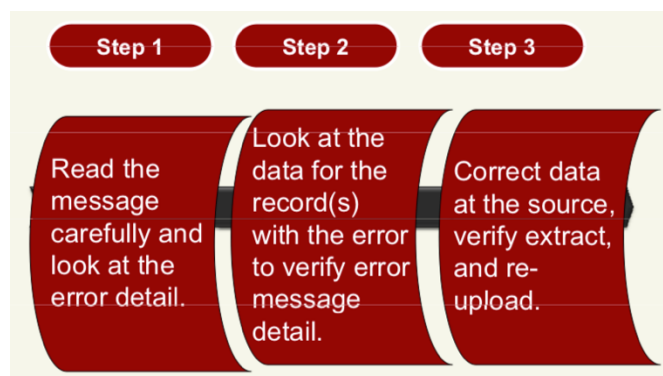 Step 1
Step 2
Step 3
Read the
message
carefully and
look at the
error detail.
Look at the
data for the
record(s)
with the error
to verify error
message
detail.
Correct data
at the source,
verify extract,
and re-
upload.